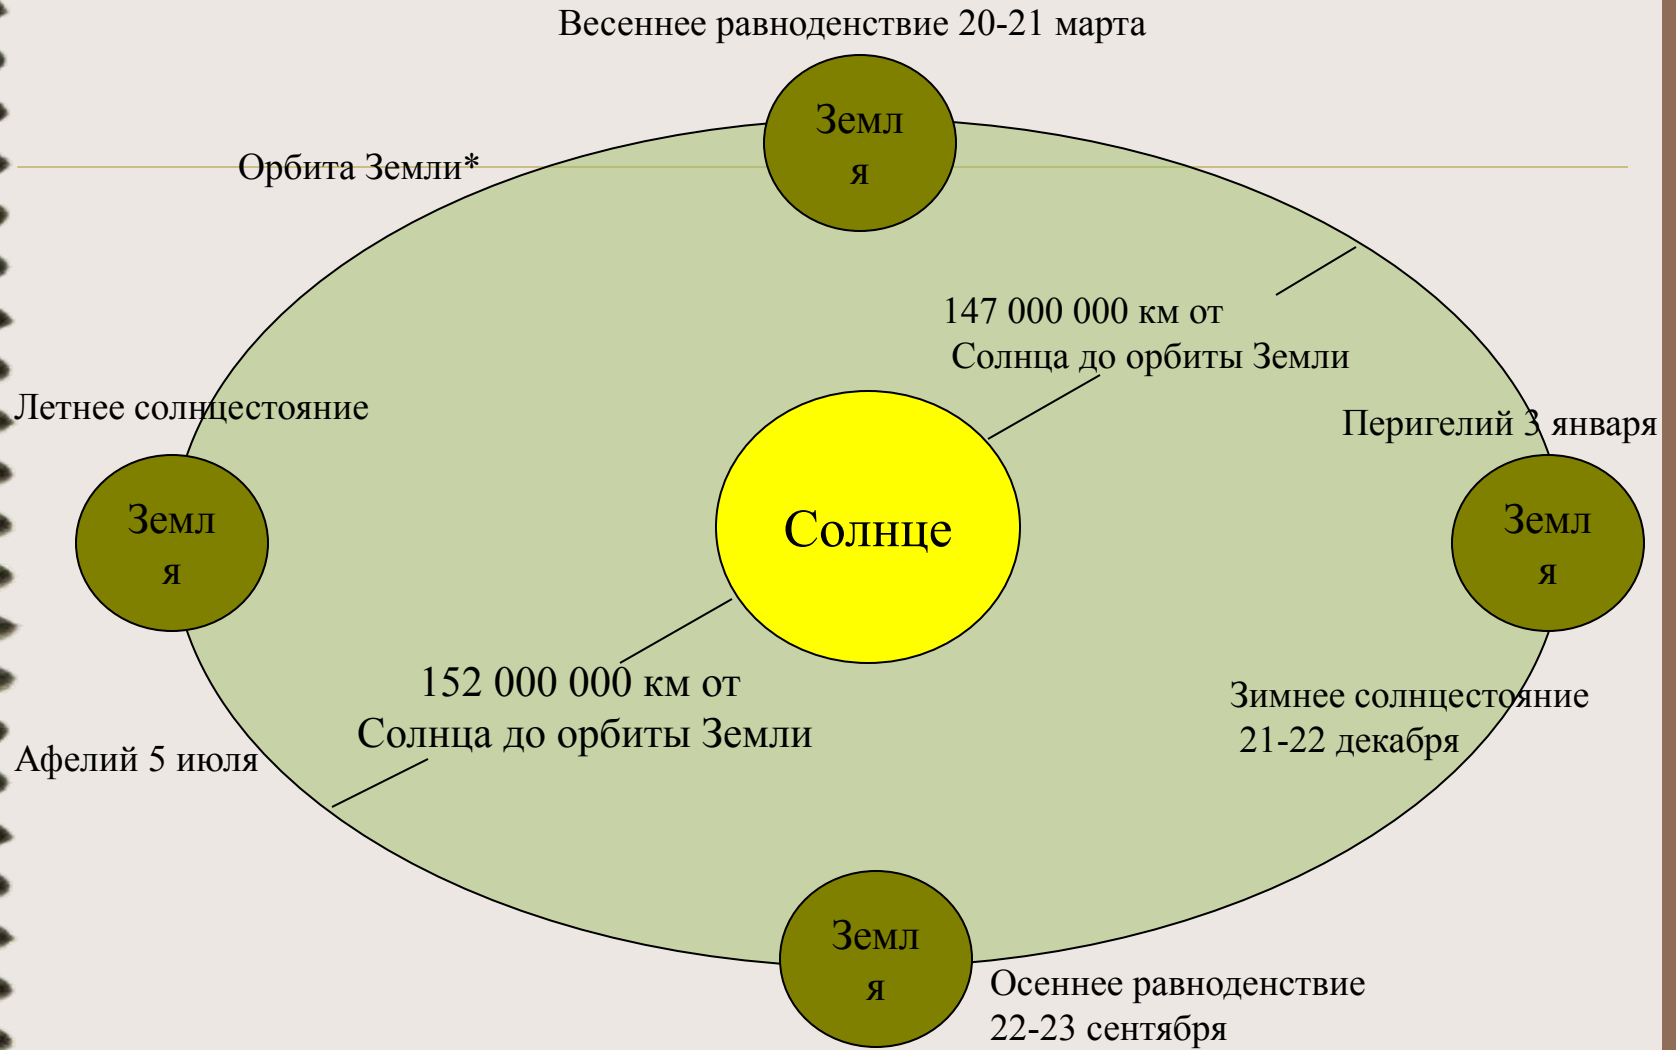 Весеннее равноденствие 20-21 марта
Земл
я
Орбита Земли*
147 000 000 км от
Солнца до орбиты Земли
Летнее солнцестояние
Перигелий 3 января
Земл
я
Солнце
Земл
я
152 000 000 км от
Солнца до орбиты Земли
Зимнее солнцестояние
21-22 декабря
Афелий 5 июля
Земл
я
Осеннее равноденствие
22-23 сентября